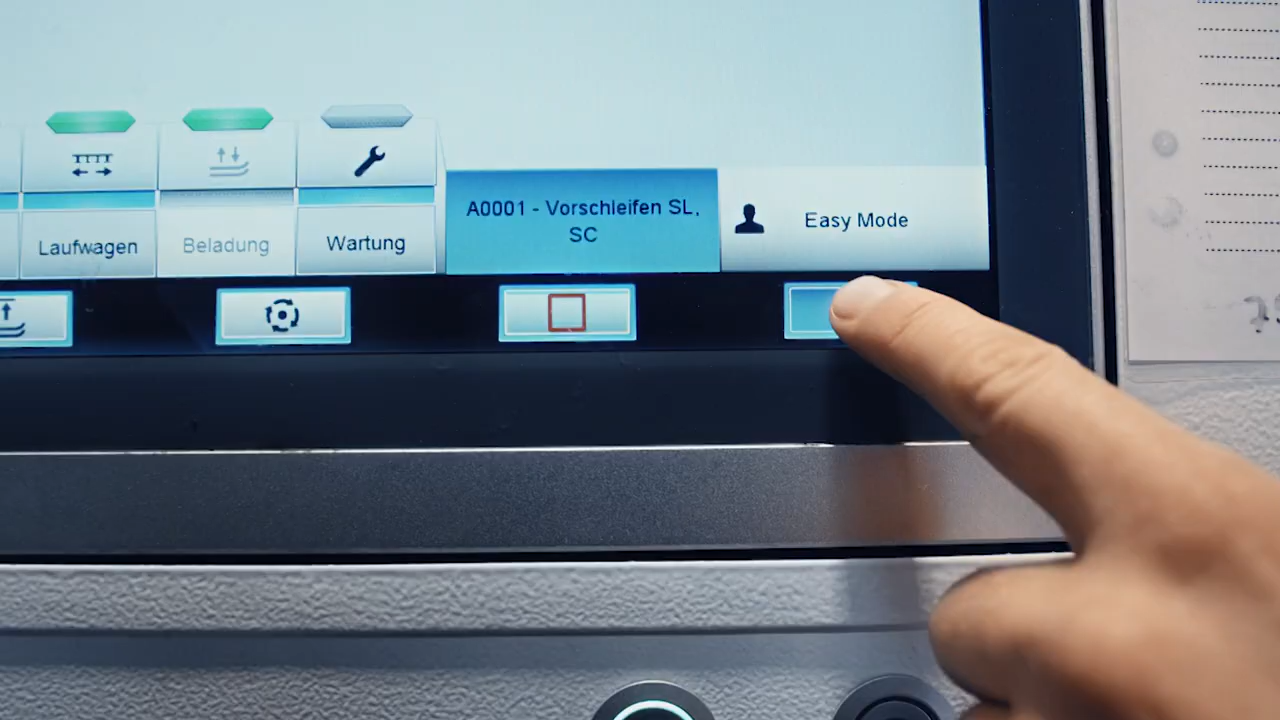 A0001 - Vorschleifen SL,
SC
Easy Mode
Laufwagen
Beladung
Wartung